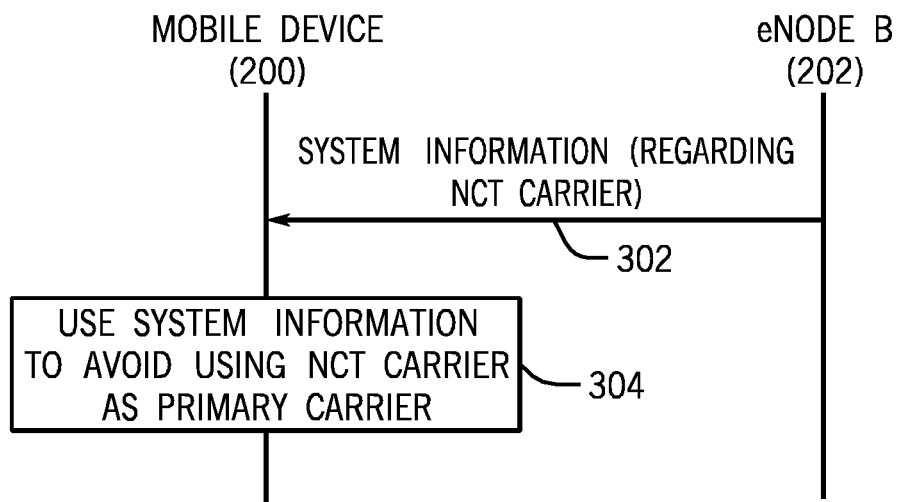 MOBILE DEVICE
(200)
eNODE B
(202)
SYSTEM INFORMATION (REGARDING
NCT CARRIER)
302
USE SYSTEM INFORMATION
TO AVOID USING NCT CARRIER
AS PRIMARY CARRIER
304